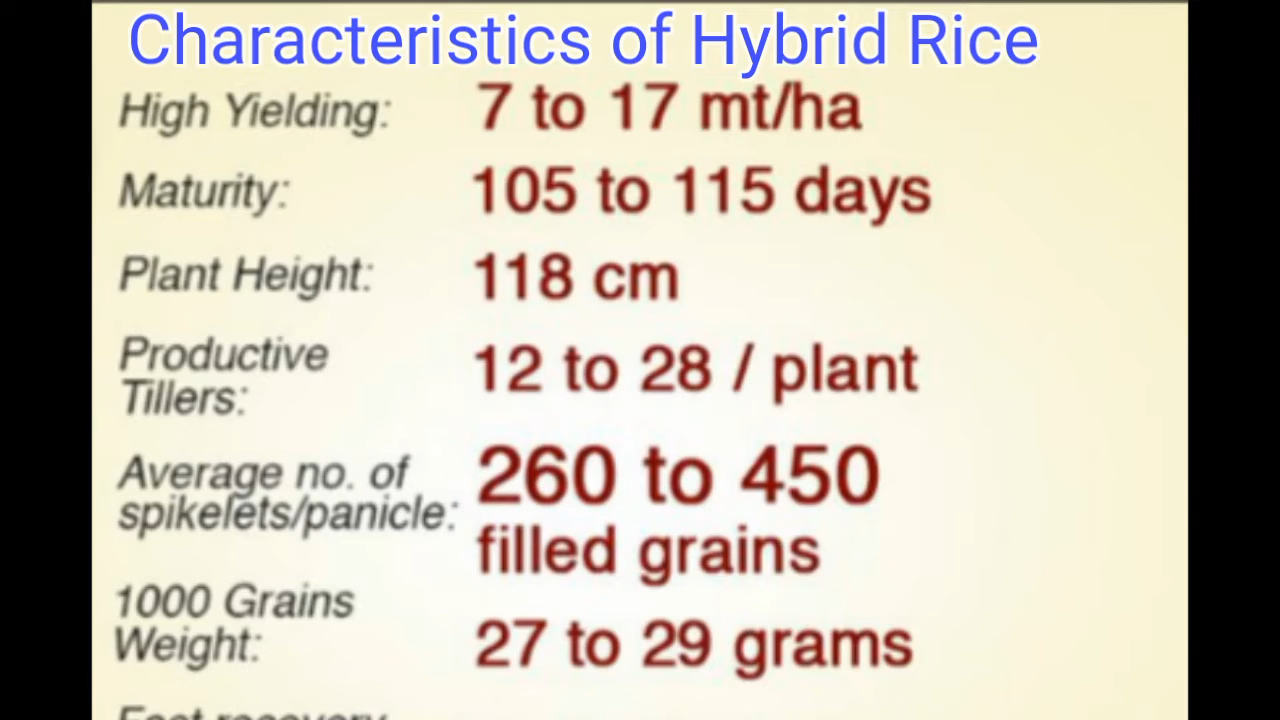 Characteristics of Hybrid Rice
High Yielding: 7 to 17 mt/ha
Maturity: 105 to 115 days
Plant Height: 118 cm
Productive
Tillers: 12 to 28 / plant
Average no. of
spikelets/panicle: 260 to 450
filled grains
1000 Grains
Weight: 27 to 29 grams
Fast recovery